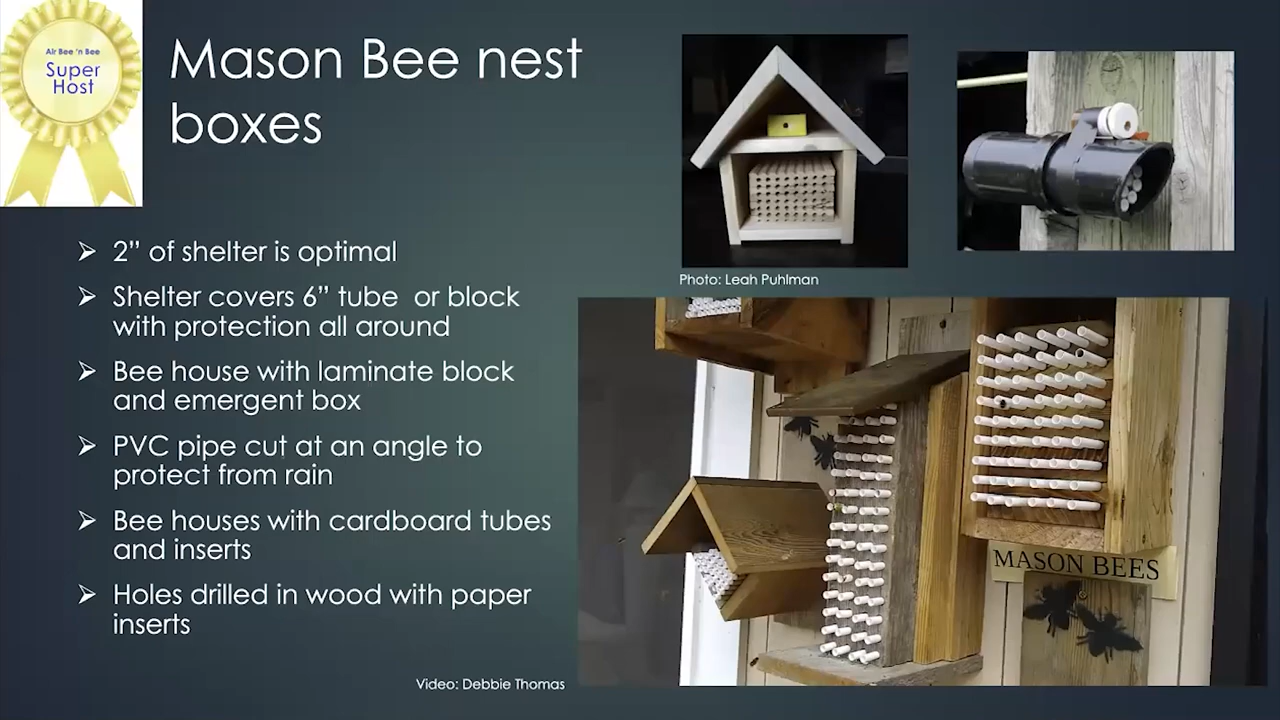 Air Bee 'n Bee
Super
Host
Mason Bee nest
boxes
➢ 2” of shelter is optimal
➢ Shelter covers 6” tube or block
with protection all around
➢ Bee house with laminate block
and emergent box
➢ PVC pipe cut at an angle to
protect from rain
➢ Bee houses with cardboard tubes
and inserts
➢ Holes drilled in wood with paper
inserts
Photo: Leah Puhlman
MASON BEES
Video: Debbie Thomas